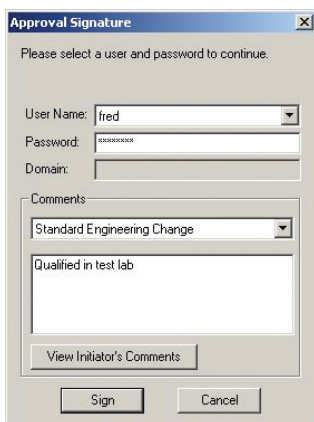 Approval Signature
Please select a user and password to continue.
User Name: fred
Password: ********
Domain:
Comments
Standard Engineering Change
Qualified in test lab
View Initiator's Comments
Sign Cancel